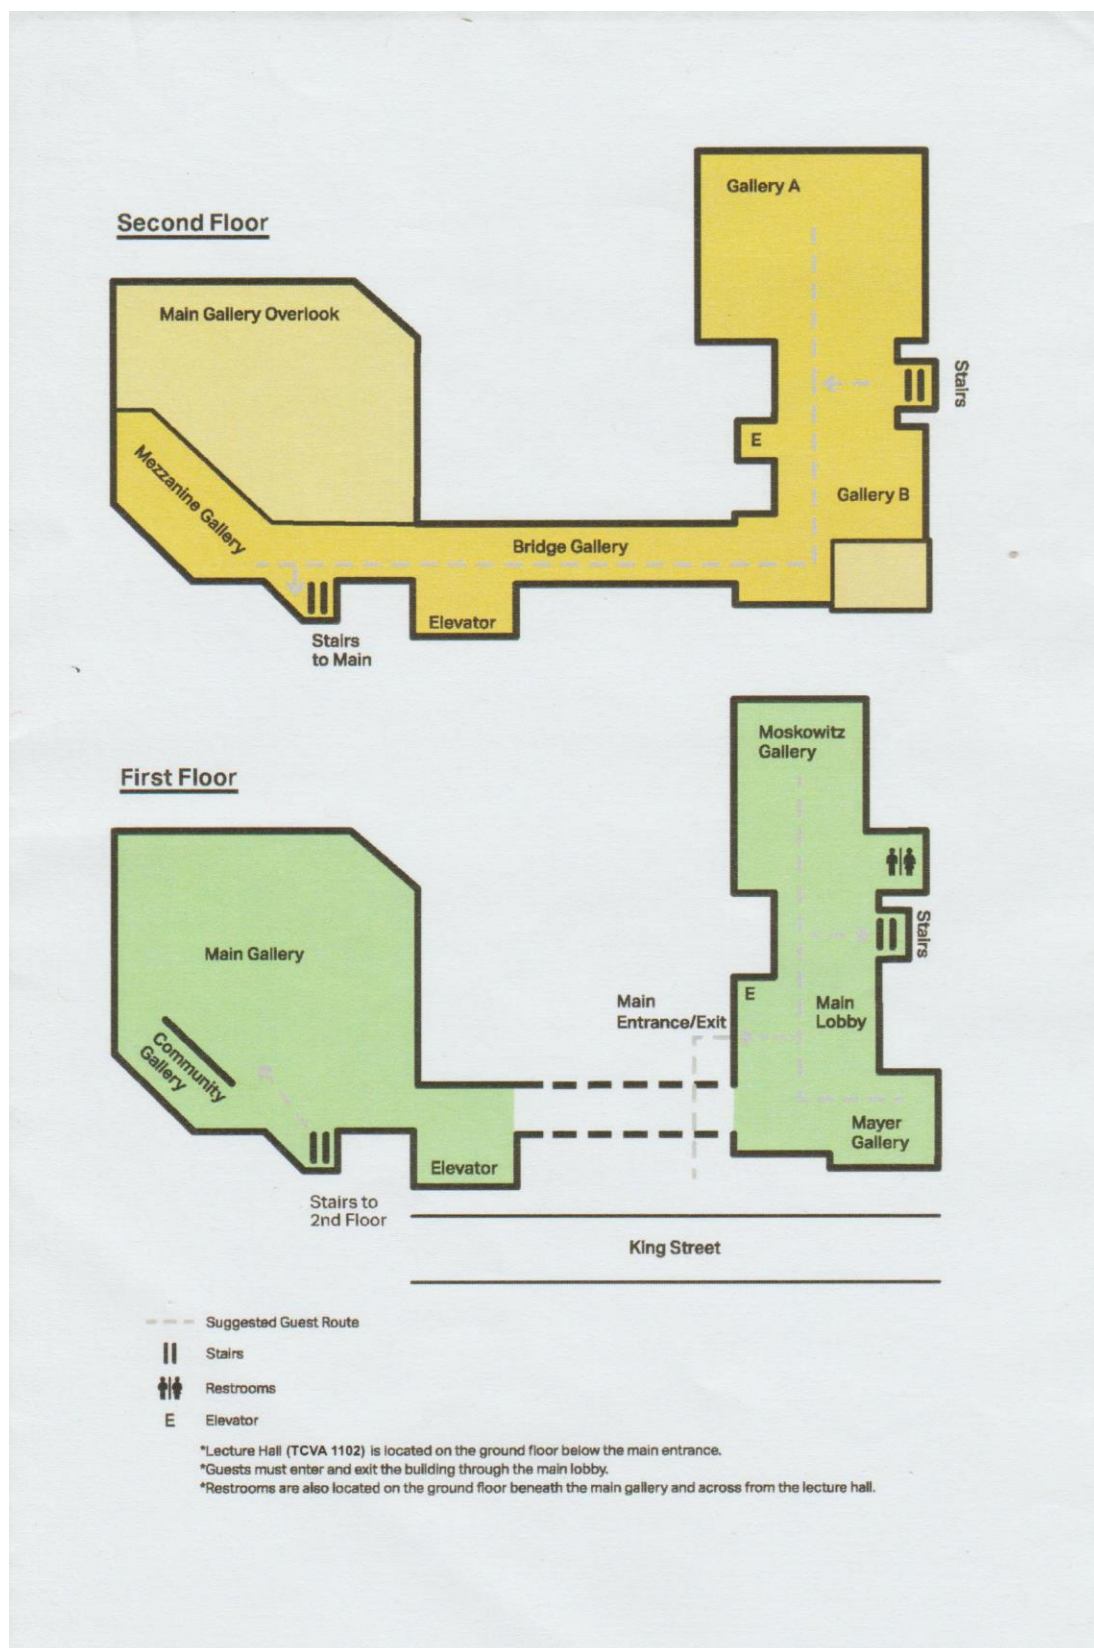 Second Floor
Gallery A
Main Gallery Overlook
Stairs
E
Mezzanine Gallery
Gallery B
Bridge Gallery
Elevator
Stairs
to Main
First Floor
Moskowitz
Gallery
Stairs
Main Gallery
E
Main
Entrance/Exit
Main
Lobby
Community
Gallery
Mayer
Gallery
Elevator
Stairs to
2nd Floor
King Street
Suggested Guest Route
Stairs
Restrooms
E Elevator
*Lecture Hall (TCVA 1102) is located on the ground floor below the main entrance.
*Guests must enter and exit the building through the main lobby.
*Restrooms are also located on the ground floor beneath the main gallery and across from the lecture hall.